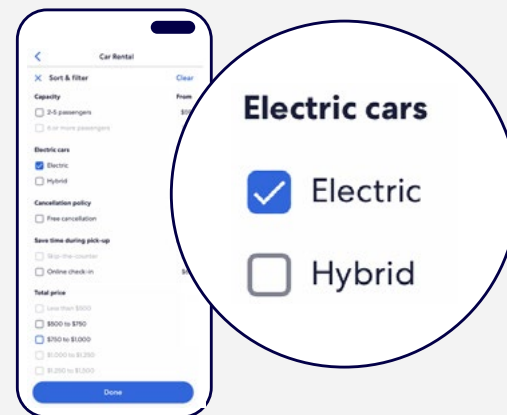 Car Rental
Sort & filter Clear
Capacity From
2-5 passengers
6 or more passengers
Electric cars
Electric
Hybrid
Cancellation policy
Free cancellation
Save time during pick-up
Skip-the-counter
Online check-in
Total price
Less than $500
$500 to $750
$750 to $1,000
$1,000 to $1,250
$1,250 to $1,500
Done
Electric cars
Electric
Hybrid